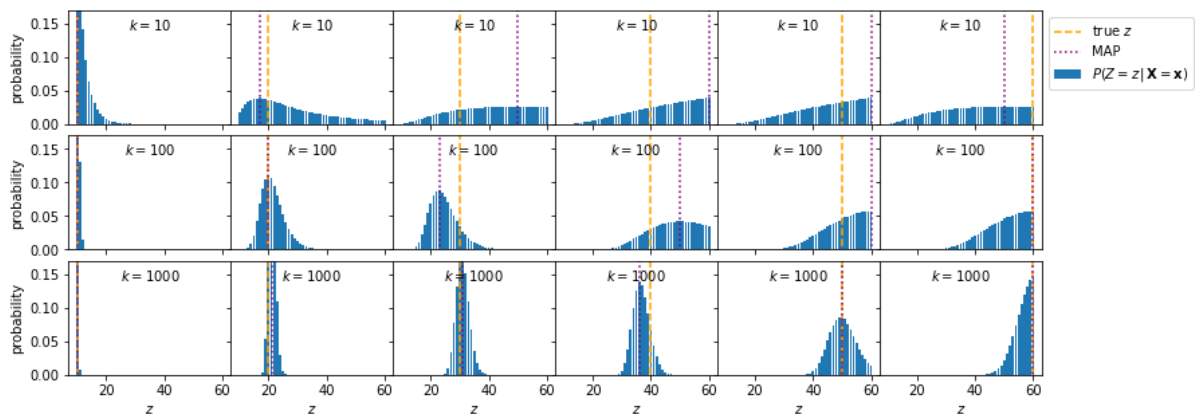 k = 10 k = 10 k = 10 k = 10 k = 10 k = 10
true z
MAP
P(Z = z | X = x)
probability
0.15
0.10
0.05
0.00
k = 100 k = 100 k = 100 k = 100 k = 100 k = 100
probability
0.15
0.10
0.05
0.00
k = 1000 k = 1000 k = 1000 k = 1000 k = 1000 k = 1000
probability
0.15
0.10
0.05
0.00
20 40 60 20 40 60 20 40 60 20 40 60 20 40 60 20 40 60
z z z z z z